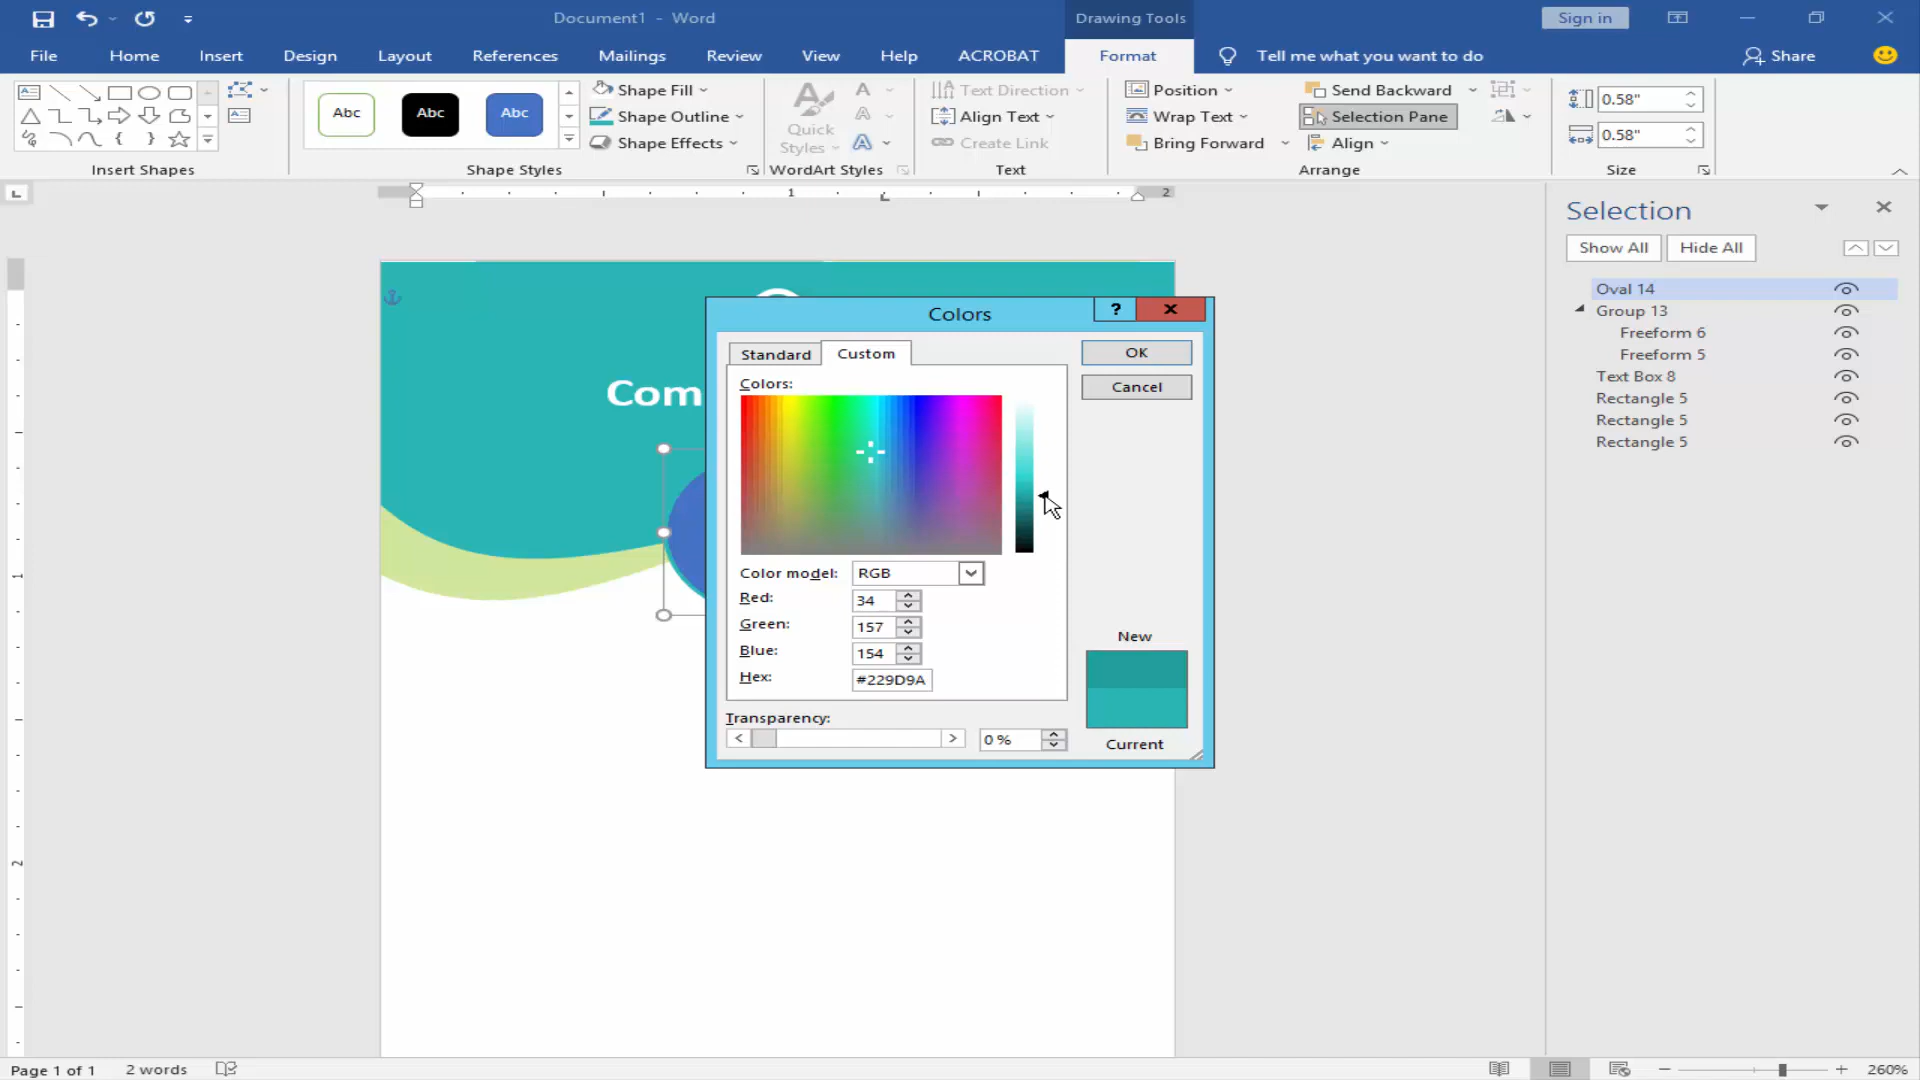 Document1 - Word
Drawing Tools
Sign in
File
Home
Insert
Design
Layout
References
Mailings
Review
View
Help
ACROBAT
Format
Tell me what you want to do
Share
Abc
Abc
Abc
Shape Fill
Shape Outline
Shape Effects
Quick
Styles
A
A
A
A
Text Direction
Align Text
Create Link
Position
Wrap Text
Bring Forward
Send Backward
Selection Pane
Align
0.58"
0.58"
Insert Shapes
Shape Styles
WordArt Styles
Text
Arrange
Size
1
2
Selection
Show All
Hide All
Oval 14
Group 13
Freeform 6
Freeform 5
Text Box 8
Rectangle 5
Rectangle 5
Rectangle 5
Com
1
2
Colors
?
Standard
Custom
OK
Cancel
Colors:
Color model:
RGB
Red:
34
Green:
157
Blue:
154
Hex:
#229D9A
New
Current
Transparency:
0 %
Page 1 of 1
2 words
260%